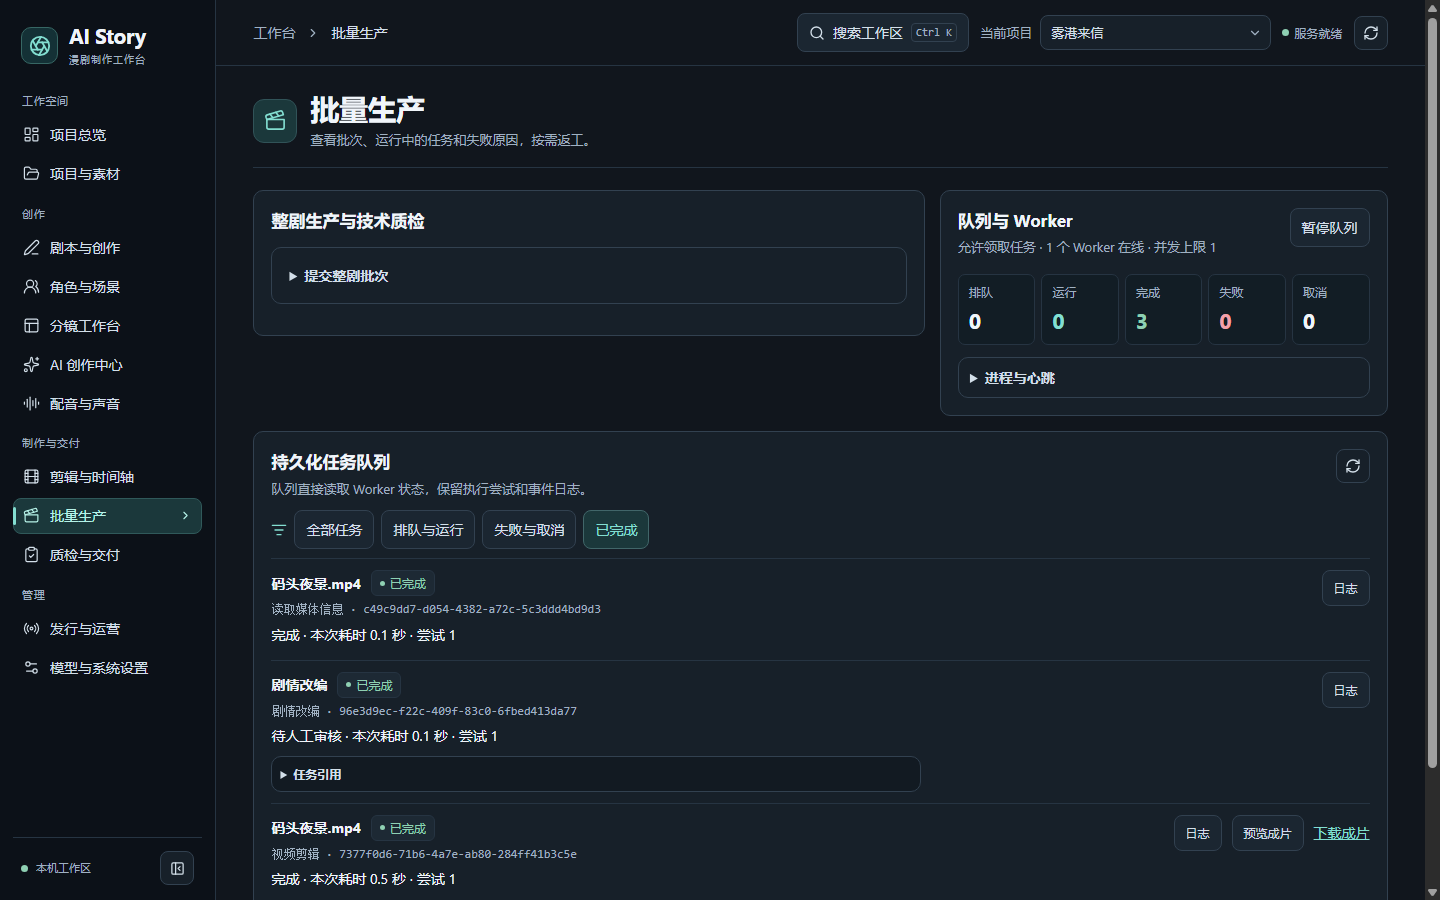 AI Story
漫剧制作工作台
工作空间
项目总览
项目与素材
创作
剧本与创作
角色与场景
分镜工作台
AI 创作中心
配音与声音
制作与交付
剪辑与时间轴
批量生产
质检与交付
管理
发行与运营
模型与系统设置
本机工作区
工作台 > 批量生产
搜索工作区 Ctrl K
当前项目
雾港来信
服务就绪
批量生产
查看批次、运行中的任务和失败原因，按需返工。
整剧生产与技术质检
提交整剧批次
队列与 Worker
允许领取任务 · 1 个 Worker 在线 · 并发上限 1
暂停队列
排队 运行 完成 失败 取消
0 0 3 0 0
进程与心跳
持久化任务队列
队列直接读取 Worker 状态，保留执行尝试和事件日志。
全部任务 排队与运行 失败与取消 已完成
码头夜景.mp4 已完成
读取媒体信息 · c49c9dd7-d054-4382-a72c-5c3ddd4bd9d3
完成 · 本次耗时 0.1 秒 · 尝试 1
日志
剧情改编 已完成
剧情改编 · 96e3d9ec-f22c-409f-83c0-6fbed413da77
待人工审核 · 本次耗时 0.1 秒 · 尝试 1
日志
任务引用
码头夜景.mp4 已完成
视频剪辑 · 7377f0d6-71b6-4a7e-ab80-284ff41b3c5e
完成 · 本次耗时 0.5 秒 · 尝试 1
日志 预览成片 下载成片